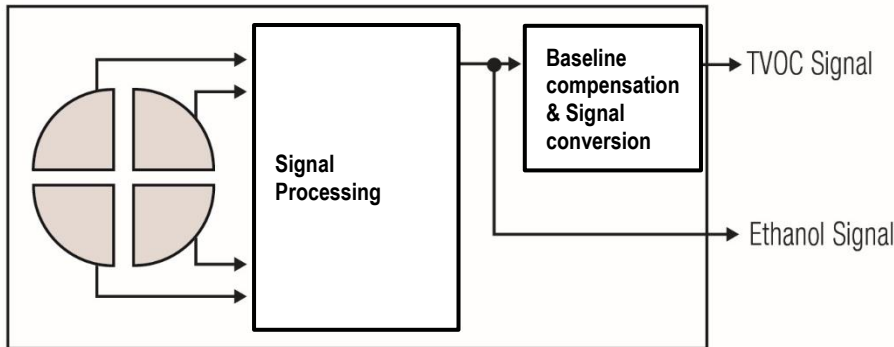 Signal
Processing
Baseline
compensation
& Signal
conversion
TVOC Signal
Ethanol Signal